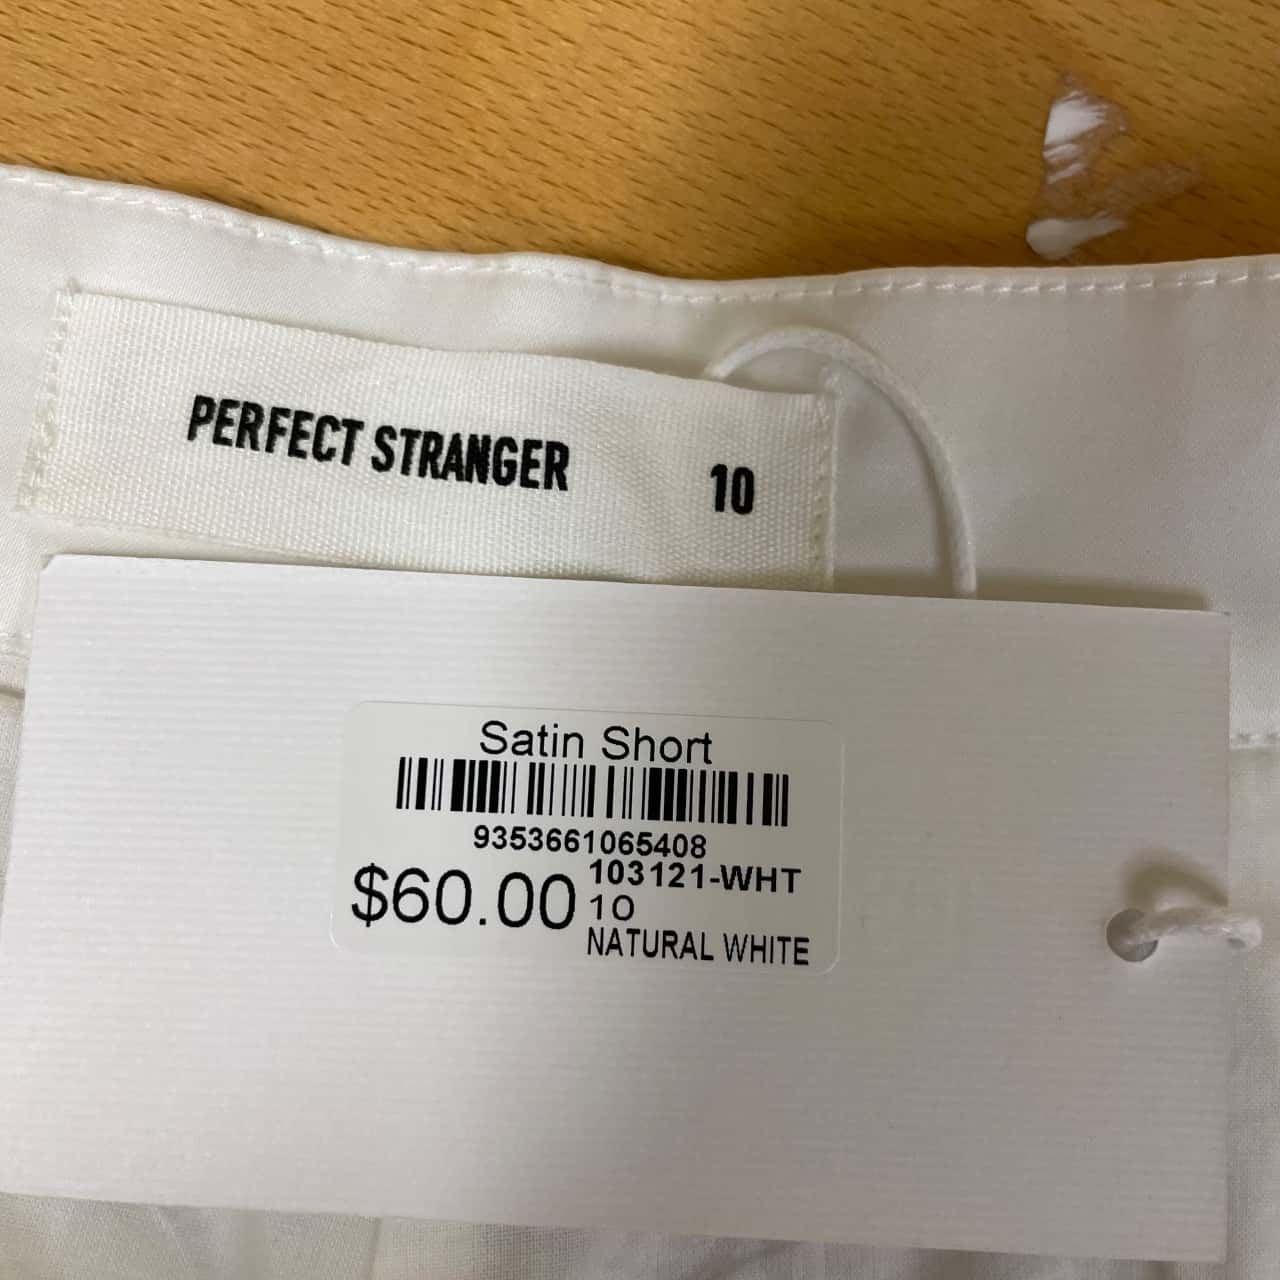 PERFECT STRANGER 10
Satin Short
9353661065408
$60.00
103121-WHT
10
NATURAL WHITE